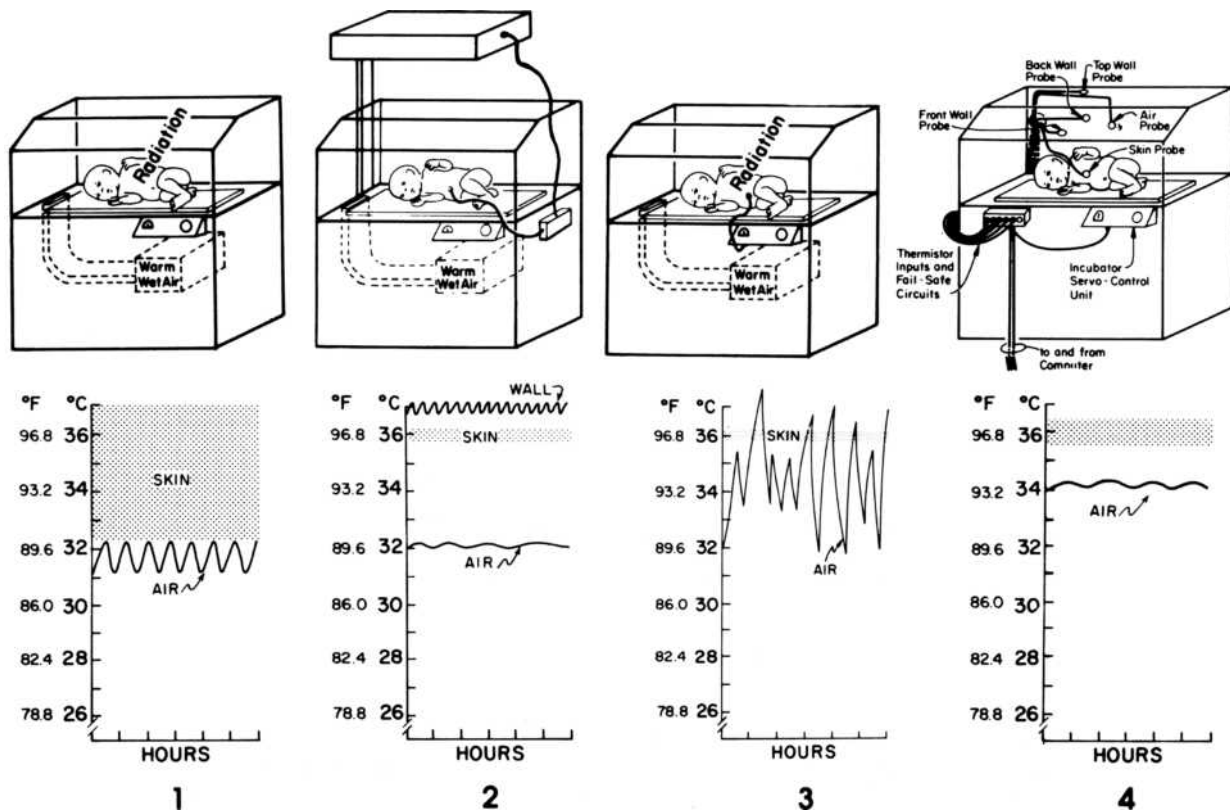 Radiation
Warm
Wet Air
Warm
Wet Air
Radiation
Warm
Wet Air
Back Wall
Probe
Top Wall
Probe
Front Wall
Probe
Air
Probe
Skin Probe
Thermistor
Inputs and
Fail-Safe
Circuits
Incubator
Servo-Control
Unit
to and from
Computer
°F °C
96.8 36
93.2 34
89.6 32
86.0 30
82.4 28
78.8 26
SKIN
AIR
HOURS
1
°F °C
96.8 36
93.2 34
89.6 32
86.0 30
82.4 28
78.8 26
WALL
SKIN
AIR
HOURS
2
°F °C
96.8 36
93.2 34
89.6 32
86.0 30
82.4 28
78.8 26
SKIN
AIR
HOURS
3
°F °C
96.8 36
93.2 34
89.6 32
86.0 30
82.4 28
78.8 26
AIR
HOURS
4